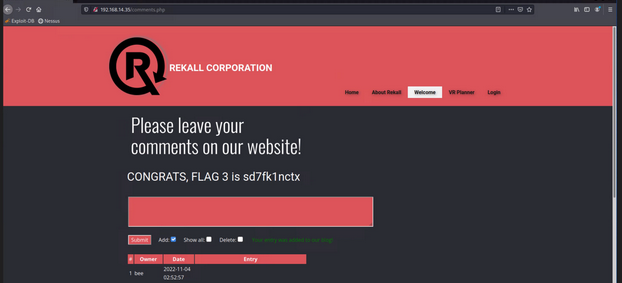 192.168.14.35/comments.php
Exploit-DB Nessus
R REKALL CORPORATION
Home About Rekall Welcome VR Planner Login
Please leave your
comments on our website!
CONGRATS, FLAG 3 is sd7fk1nctx
Submit Add: Show all: Delete:
# Owner Date Entry
1 bee 2022-11-04
02:52:57